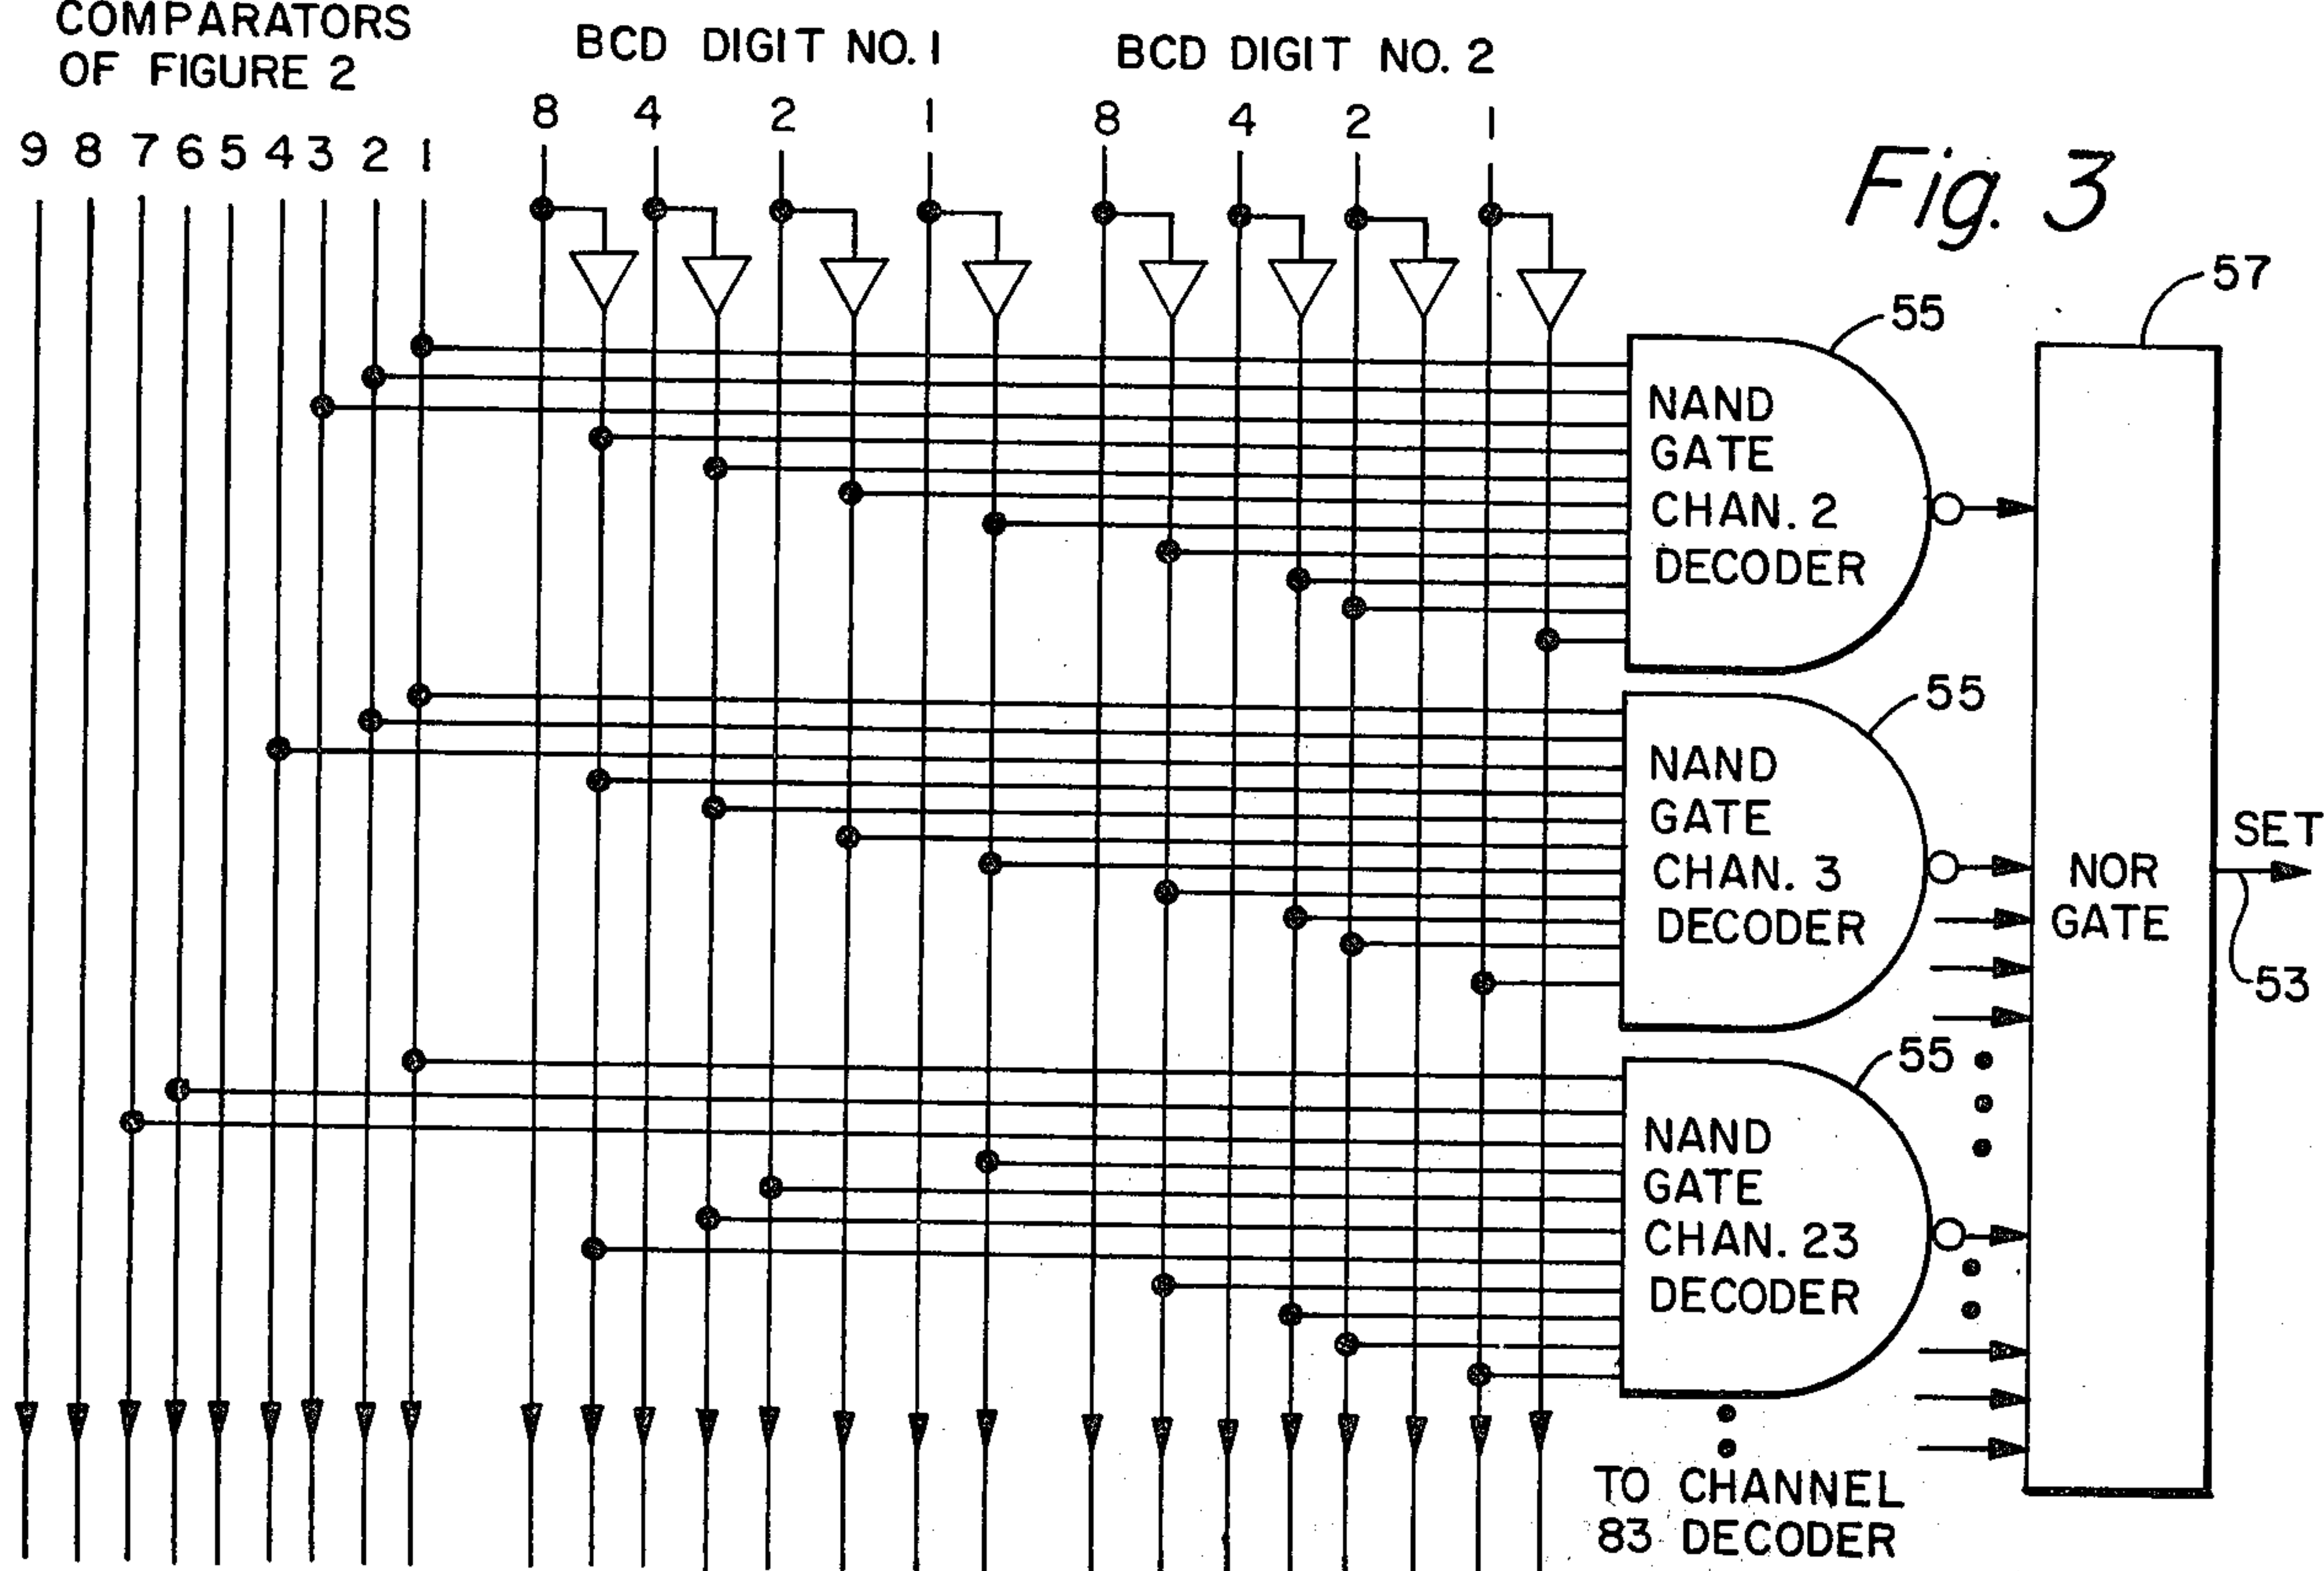 COMPARATORS
OF FIGURE 2
BCD DIGIT NO. 1
BCD DIGIT NO. 2
9 8 7 6 5 4 3 2 1
8 4 2 1
8 4 2 1
Fig. 3
57
55
NAND
GATE
CHAN. 2
DECODER
55
NAND
GATE
CHAN. 3
DECODER
SET
NOR
GATE
53
55
NAND
GATE
CHAN. 23
DECODER
TO CHANNEL
83 DECODER